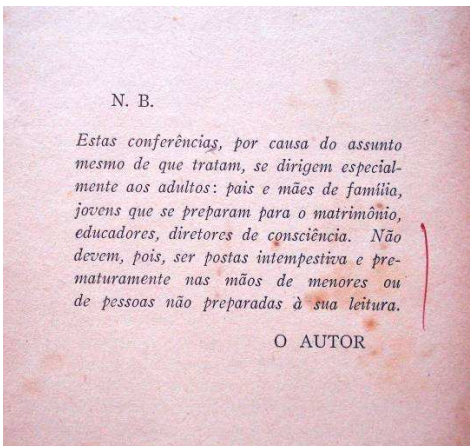 N. B.
Estas conferências, por causa do assunto
mesmo de que tratam, se dirigem especial-
mente aos adultos: pais e mães de família,
jovens que se preparam para o matrimônio,
educadores, diretores de consciência. Não
devem, pois, ser postas intempestiva e pre-
maturamente nas mãos de menores ou
de pessoas não preparadas à sua leitura.
O AUTOR